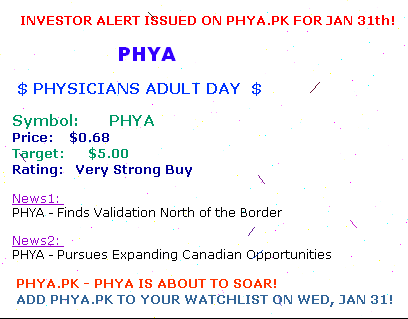 INVESTOR ALERT ISSUED ON PHYA.PK FOR JAN 31th!
PHYA
$ PHYSICIANS ADULT DAY $
Symbol: PHYA
Price: $0.68
Target: $5.00
Rating: Very Strong Buy
News1:
PHYA - Finds Validation North of the Border
News2:
PHYA - Pursues Expanding Canadian Opportunities
PHYA.PK - PHYA IS ABOUT TO SOAR!
ADD PHYA.PK TO YOUR WATCHLIST ON WED, JAN 31!